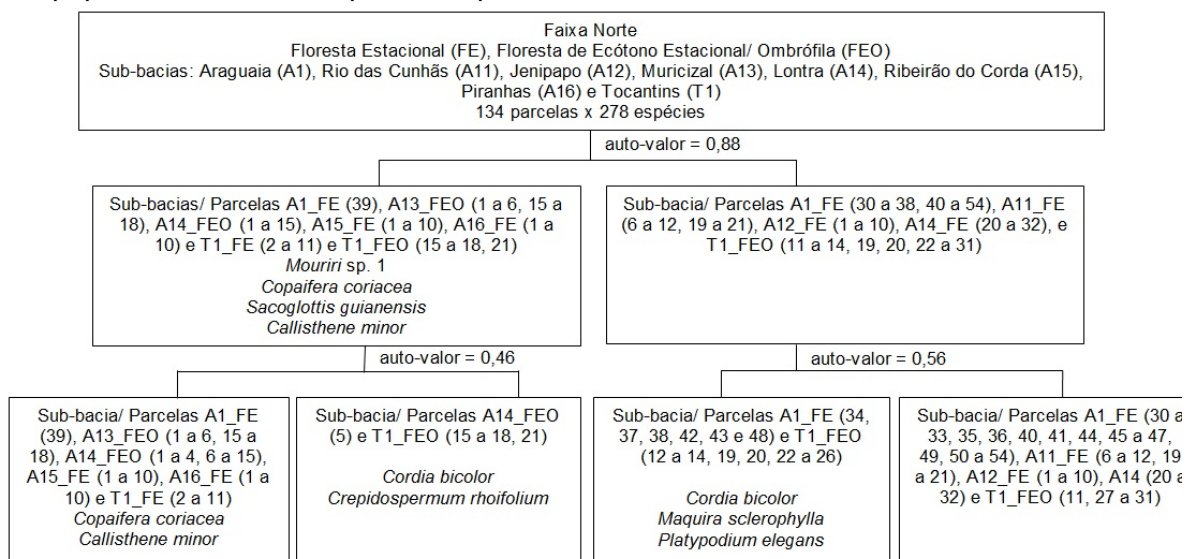 Faixa Norte
Floresta Estacional (FE), Floresta de Ecótono Estacional/ Ombrófila (FEO)
Sub-bacias: Araguaia (A1), Rio das Cunhãs (A11), Jenipapo (A12), Muricizal (A13), Lontra (A14), Ribeirão do Corda (A15),
Piranhas (A16) e Tocantins (T1)
134 parcelas x 278 espécies
auto-valor = 0,88
Sub-bacias/ Parcelas A1_FE (39), A13_FEO (1 a 6, 15 a
18), A14_FEO (1 a 15), A15_FE (1 a 10), A16_FE (1 a
10) e T1_FE (2 a 11) e T1_FEO (15 a 18, 21)
Mouriri sp. 1
Copaifera coriacea
Sacoglottis guianensis
Callisthene minor
Sub-bacia/ Parcelas A1_FE (30 a 38, 40 a 54), A11_FE
(6 a 12, 19 a 21), A12_FE (1 a 10), A14_FE (20 a 32), e
T1_FEO (11 a 14, 19, 20, 22 a 31)
auto-valor = 0,46
auto-valor = 0,56
Sub-bacia/ Parcelas A1_FE
(39), A13_FEO (1 a 6, 15 a
18), A14_FEO (1 a 4, 6 a 15),
A15_FE (1 a 10), A16_FE (1 a
10) e T1_FE (2 a 11)
Copaifera coriacea
Callisthene minor
Sub-bacia/ Parcelas A14_FEO
(5) e T1_FEO (15 a 18, 21)
Cordia bicolor
Crepidospermum rhoifolium
Sub-bacia/ Parcelas A1_FE (34,
37, 38, 42, 43 e 48) e T1_FEO
(12 a 14, 19, 20, 22 a 26)
Cordia bicolor
Maquira sclerophylla
Platypodium elegans
Sub-bacia/ Parcelas A1_FE (30 a
33, 35, 36, 40, 41, 44, 45 a 47,
49, 50 a 54), A11_FE (6 a 12, 19
a 21), A12_FE (1 a 10), A14 (20 a
32) e T1_FEO (11, 27 a 31)